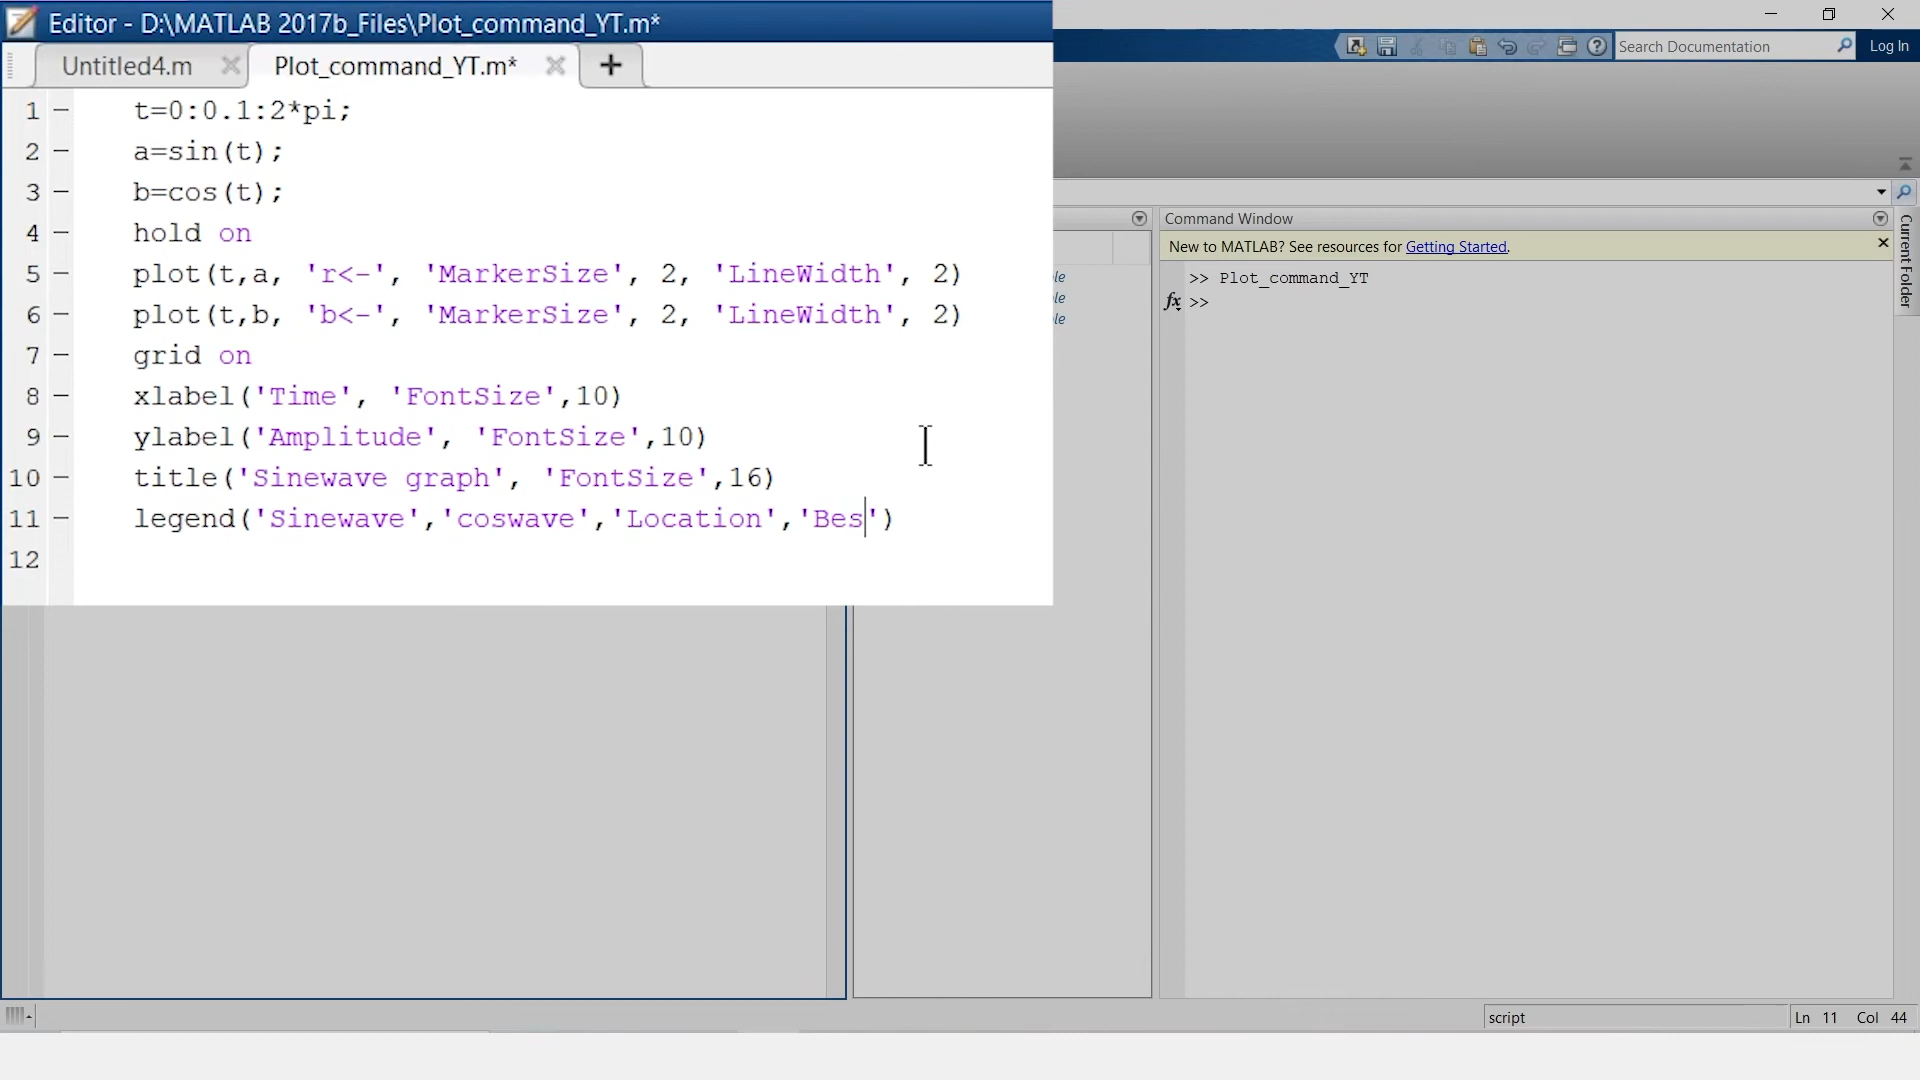 Editor - D:\MATLAB 2017b_Files\Plot_command_YT.m*
Search Documentation
Log In
Untitled4.m
Plot_command_YT.m*
1 t=0:0.1:2*pi;
2 a=sin(t);
3 b=cos(t);
4 hold on
5 plot(t,a, 'r<-', 'MarkerSize', 2, 'LineWidth', 2)
6 plot(t,b, 'b<-', 'MarkerSize', 2, 'LineWidth', 2)
7 grid on
8 xlabel('Time', 'FontSize',10)
9 ylabel('Amplitude', 'FontSize',10)
10 title('Sinewave graph', 'FontSize',16)
11 legend('Sinewave','coswave','Location','Bes')
12
le
le
le
Command Window
New to MATLAB? See resources for Getting Started.
>> Plot_command_YT
fx >>
Current Folder
script
Ln 11 Col 44